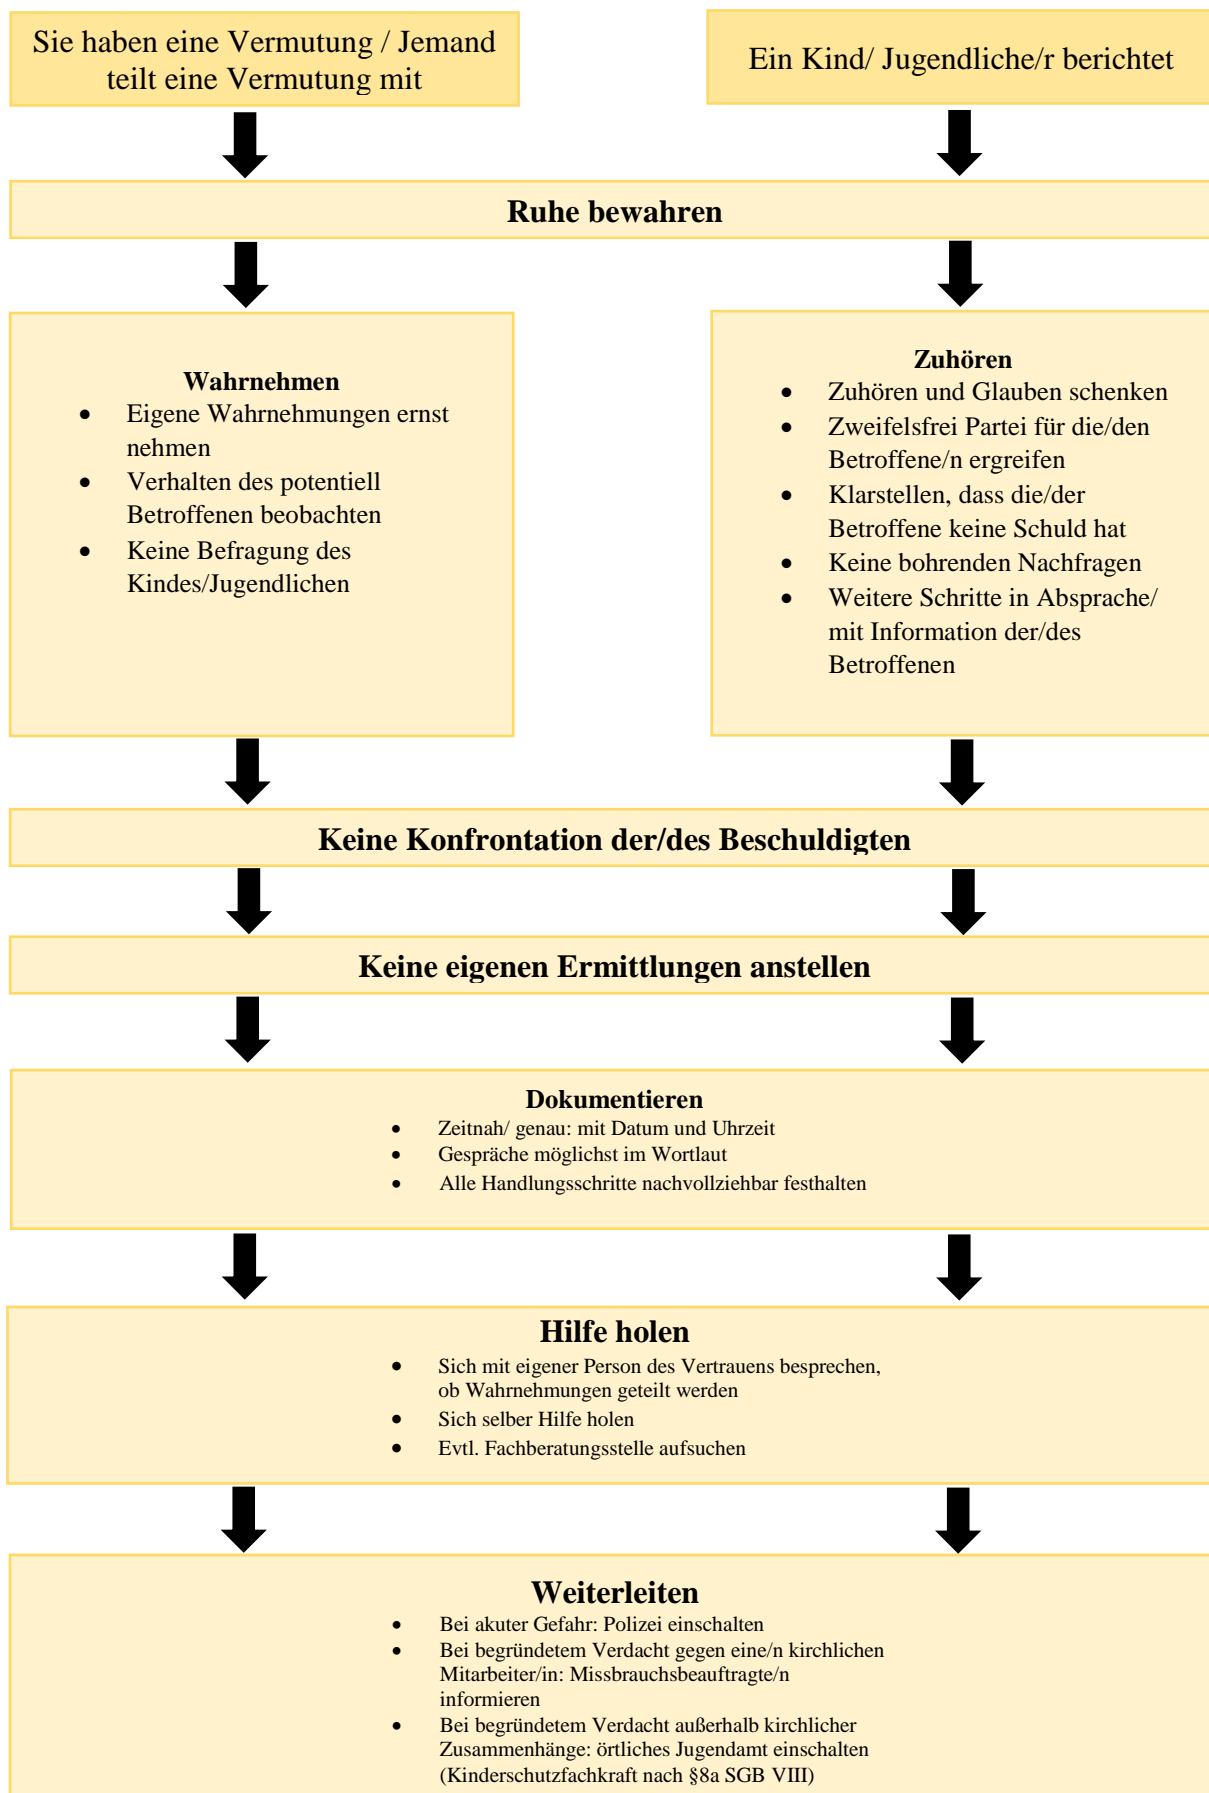 Sie haben eine Vermutung / Jemand
teilt eine Vermutung mit
Ein Kind/ Jugendliche/r berichtet
Ruhe bewahren
Wahrnehmen
• Eigene Wahrnehmungen ernst
nehmen
• Verhalten des potentiell
Betroffenen beobachten
• Keine Befragung des
Kindes/Jugendlichen
Zuhören
• Zuhören und Glauben schenken
• Zweifelsfrei Partei für die/den
Betroffene/n ergreifen
• Klarstellen, dass die/der
Betroffene keine Schuld hat
• Keine bohrenden Nachfragen
• Weitere Schritte in Absprache/
mit Information der/des
Betroffenen
Keine Konfrontation der/des Beschuldigten
Keine eigenen Ermittlungen anstellen
Dokumentieren
• Zeitnah/ genau: mit Datum und Uhrzeit
• Gespräche möglichst im Wortlaut
• Alle Handlungsschritte nachvollziehbar festhalten
Hilfe holen
• Sich mit eigener Person des Vertrauens besprechen,
ob Wahrnehmungen geteilt werden
• Sich selber Hilfe holen
• Evtl. Fachberatungsstelle aufsuchen
Weiterleiten
• Bei akuter Gefahr: Polizei einschalten
• Bei begründetem Verdacht gegen eine/n kirchlichen
Mitarbeiter/in: Missbrauchsbeauftragte/n
informieren
• Bei begründetem Verdacht außerhalb kirchlicher
Zusammenhänge: örtliches Jugendamt einschalten
(Kinderschutzfachkraft nach §8a SGB VIII)